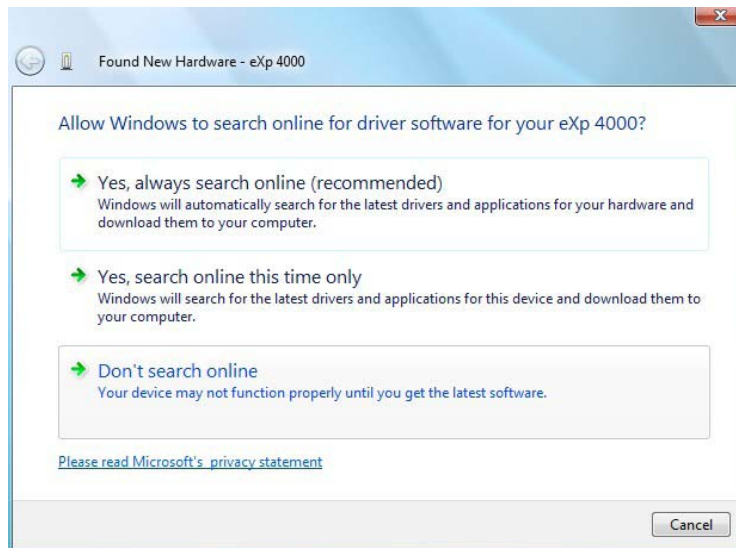 Found New Hardware - eXp 4000
Allow Windows to search online for driver software for your eXp 4000?
Yes, always search online (recommended)
Windows will automatically search for the latest drivers and applications for your hardware and
download them to your computer.
Yes, search online this time only
Windows will search for the latest drivers and applications for this device and download them to
your computer.
Don't search online
Your device may not function properly until you get the latest software.
Please read Microsoft's privacy statement
Cancel